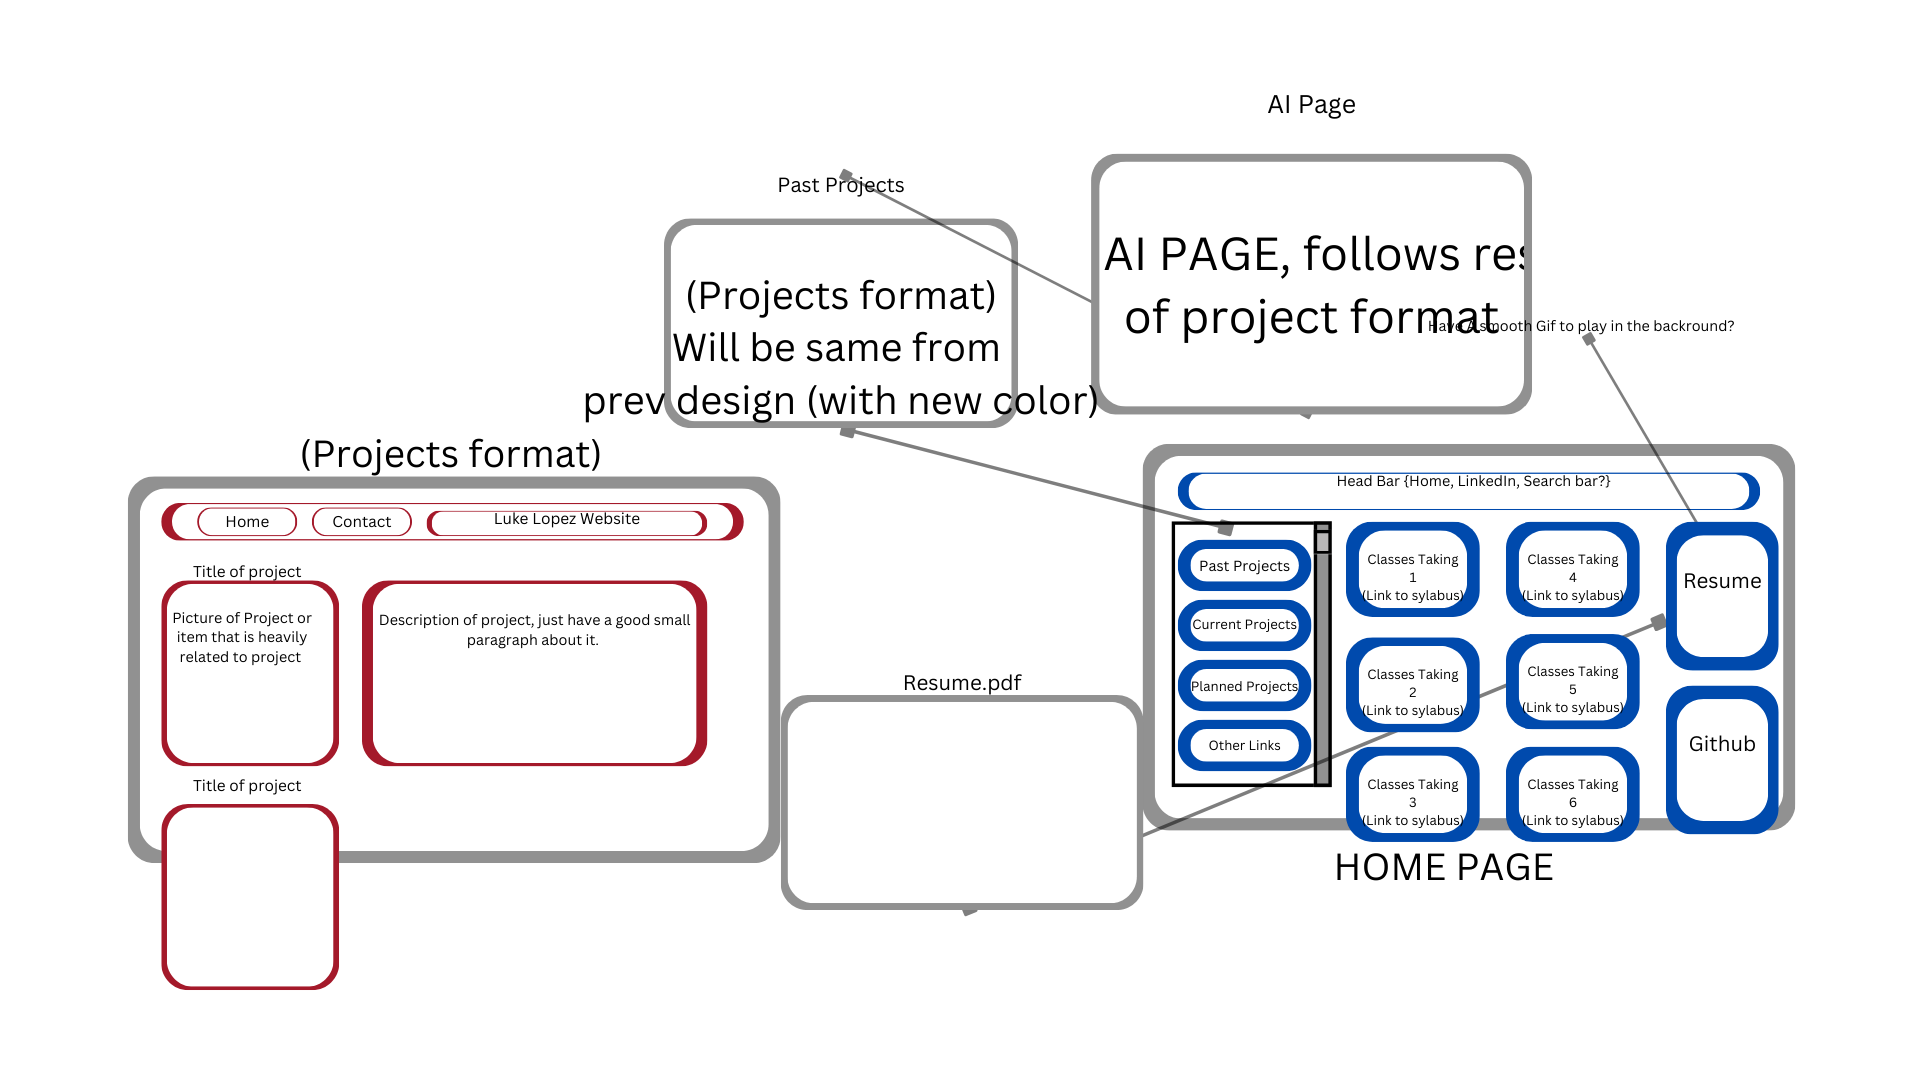 AI Page
Past Projects
AI PAGE, follows
of project format
(Projects format)
Will be same from
prev design (with new color)
Have A smooth Gif to play in the backround?
(Projects format)
Home
Contact
Luke Lopez Website
Title of project
Picture of Project or
item that is heavily
related to project
Description of project, just have a good small
paragraph about it.
Title of project
Resume.pdf
Head Bar {Home, LinkedIn, Search bar?}
Past Projects
Current Projects
Planned Projects
Other Links
Classes Taking
1
(Link to sylabus)
Classes Taking
4
(Link to sylabus)
Classes Taking
2
(Link to sylabus)
Classes Taking
5
(Link to sylabus)
Classes Taking
3
(Link to sylabus)
Classes Taking
6
(Link to sylabus)
Resume
Github
HOME PAGE